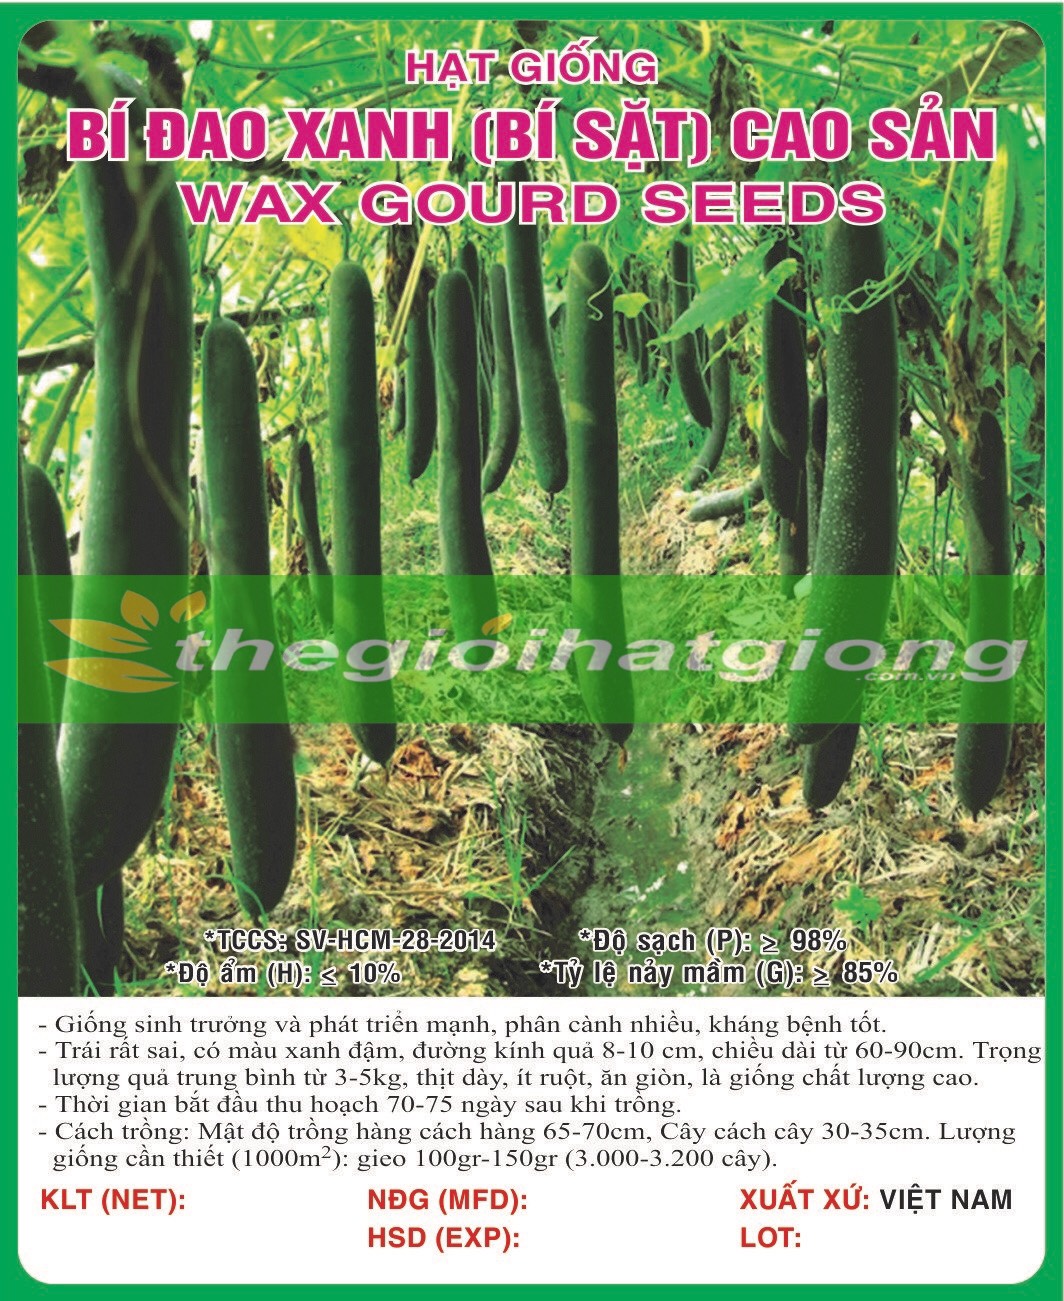 HẠT GIỐNG
BÍ ĐAO XANH (BÍ SẶT) CAO SẢN
WAX GOURD SEEDS
thegióihatgiong
.com.vn
*TCCS: SV-HCM-28-2014 *Độ sạch (P): ≥ 98%
*Độ ẩm (H): ≤ 10% *Tỷ lệ nảy mầm (G): ≥ 85%
- Giống sinh trưởng và phát triển mạnh, phân cành nhiều, kháng bệnh tốt.
- Trái rất sai, có màu xanh đậm, đường kính quả 8-10 cm, chiều dài từ 60-90cm. Trọng
lượng quả trung bình từ 3-5kg, thịt dày, ít ruột, ăn giòn, là giống chất lượng cao.
- Thời gian bắt đầu thu hoạch 70-75 ngày sau khi trồng.
- Cách trồng: Mật độ trồng hàng cách hàng 65-70cm, Cây cách cây 30-35cm. Lượng
giống cần thiết (1000m²): gieo 100gr-150gr (3.000-3.200 cây).
KLT (NET): NĐG (MFD): XUẤT XỨ: VIỆT NAM
HSD (EXP): LOT: